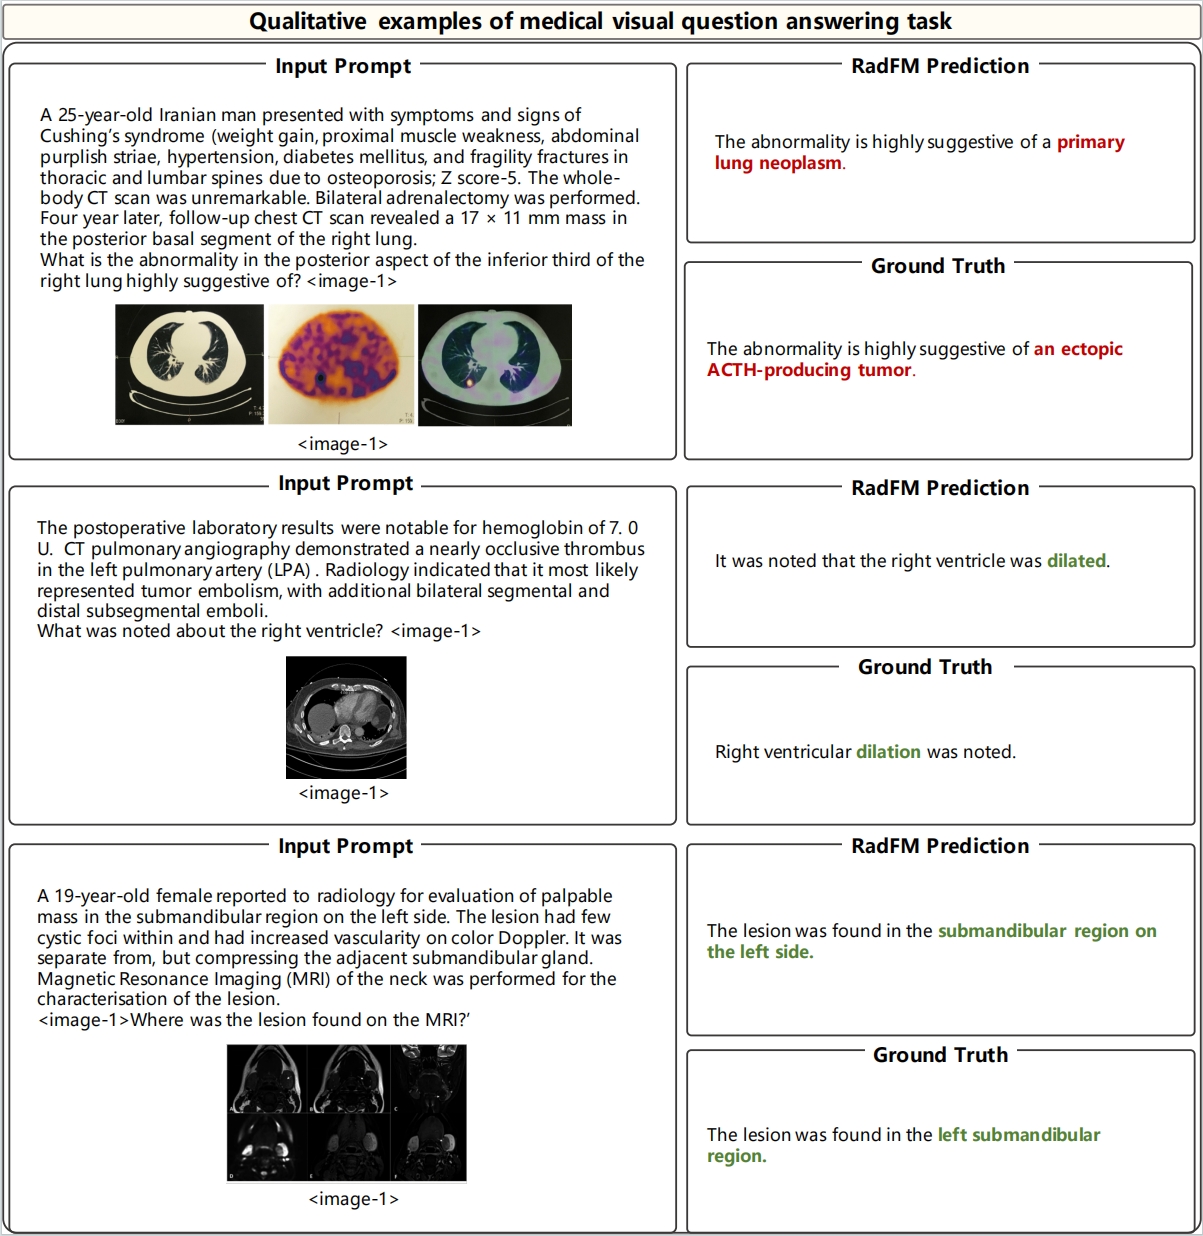 Qualitative examples of medical visual question answering task
Input Prompt
A 25-year-old Iranian man presented with symptoms and signs of
Cushing's syndrome (weight gain, proximal muscle weakness, abdominal
purplish striae, hypertension, diabetes mellitus, and fragility fractures in
thoracic and lumbar spines due to osteoporosis; Z score-5. The whole-
body CT scan was unremarkable. Bilateral adrenalectomy was performed.
Four year later, follow-up chest CT scan revealed a 17 × 11 mm mass in
the posterior basal segment of the right lung.
What is the abnormality in the posterior aspect of the inferior third of the
right lung highly suggestive of? <image-1>
<image-1>
RadFM Prediction
The abnormality is highly suggestive of a primary
lung neoplasm.
Ground Truth
The abnormality is highly suggestive of an ectopic
ACTH-producing tumor.
Input Prompt
The postoperative laboratory results were notable for hemoglobin of 7. 0
U. CT pulmonary angiography demonstrated a nearly occlusive thrombus
in the left pulmonary artery (LPA) . Radiology indicated that it most likely
represented tumor embolism, with additional bilateral segmental and
distal subsegmental emboli.
What was noted about the right ventricle? <image-1>
<image-1>
RadFM Prediction
It was noted that the right ventricle was dilated.
Ground Truth
Right ventricular dilation was noted.
Input Prompt
A 19-year-old female reported to radiology for evaluation of palpable
mass in the submandibular region on the left side. The lesion had few
cystic foci within and had increased vascularity on color Doppler. It was
separate from, but compressing the adjacent submandibular gland.
Magnetic Resonance Imaging (MRI) of the neck was performed for the
characterisation of the lesion.
<image-1>Where was the lesion found on the MRI?'
A B C
D E F
<image-1>
RadFM Prediction
The lesion was found in the submandibular region on
the left side.
Ground Truth
The lesion was found in the left submandibular
region.